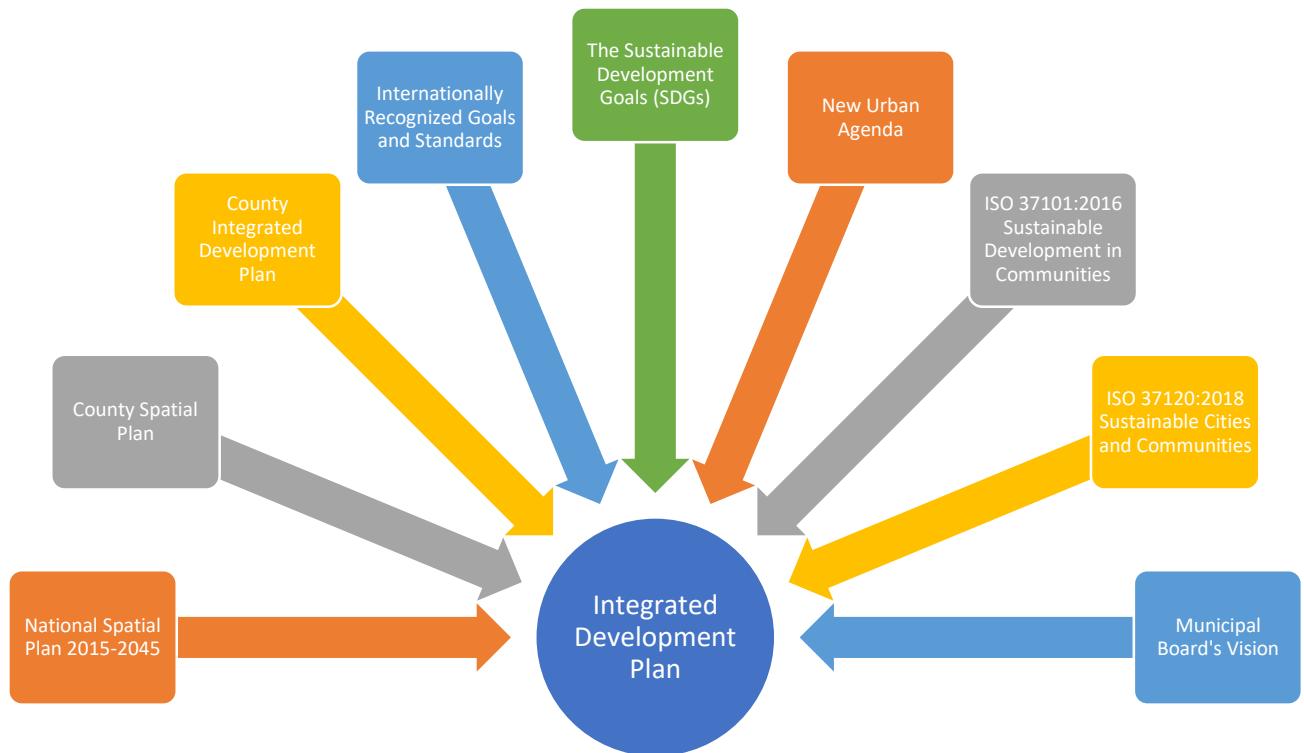 The Sustainable
Development
Goals (SDGs)
Internationally
Recognized Goals
and Standards
New Urban
Agenda
County
Integrated
Development
Plan
ISO 37101:2016
Sustainable
Development in
Communities
County Spatial
Plan
ISO 37120:2018
Sustainable Cities
and Communities
National Spatial
Plan 2015-2045
Integrated
Development
Plan
Municipal
Board's Vision